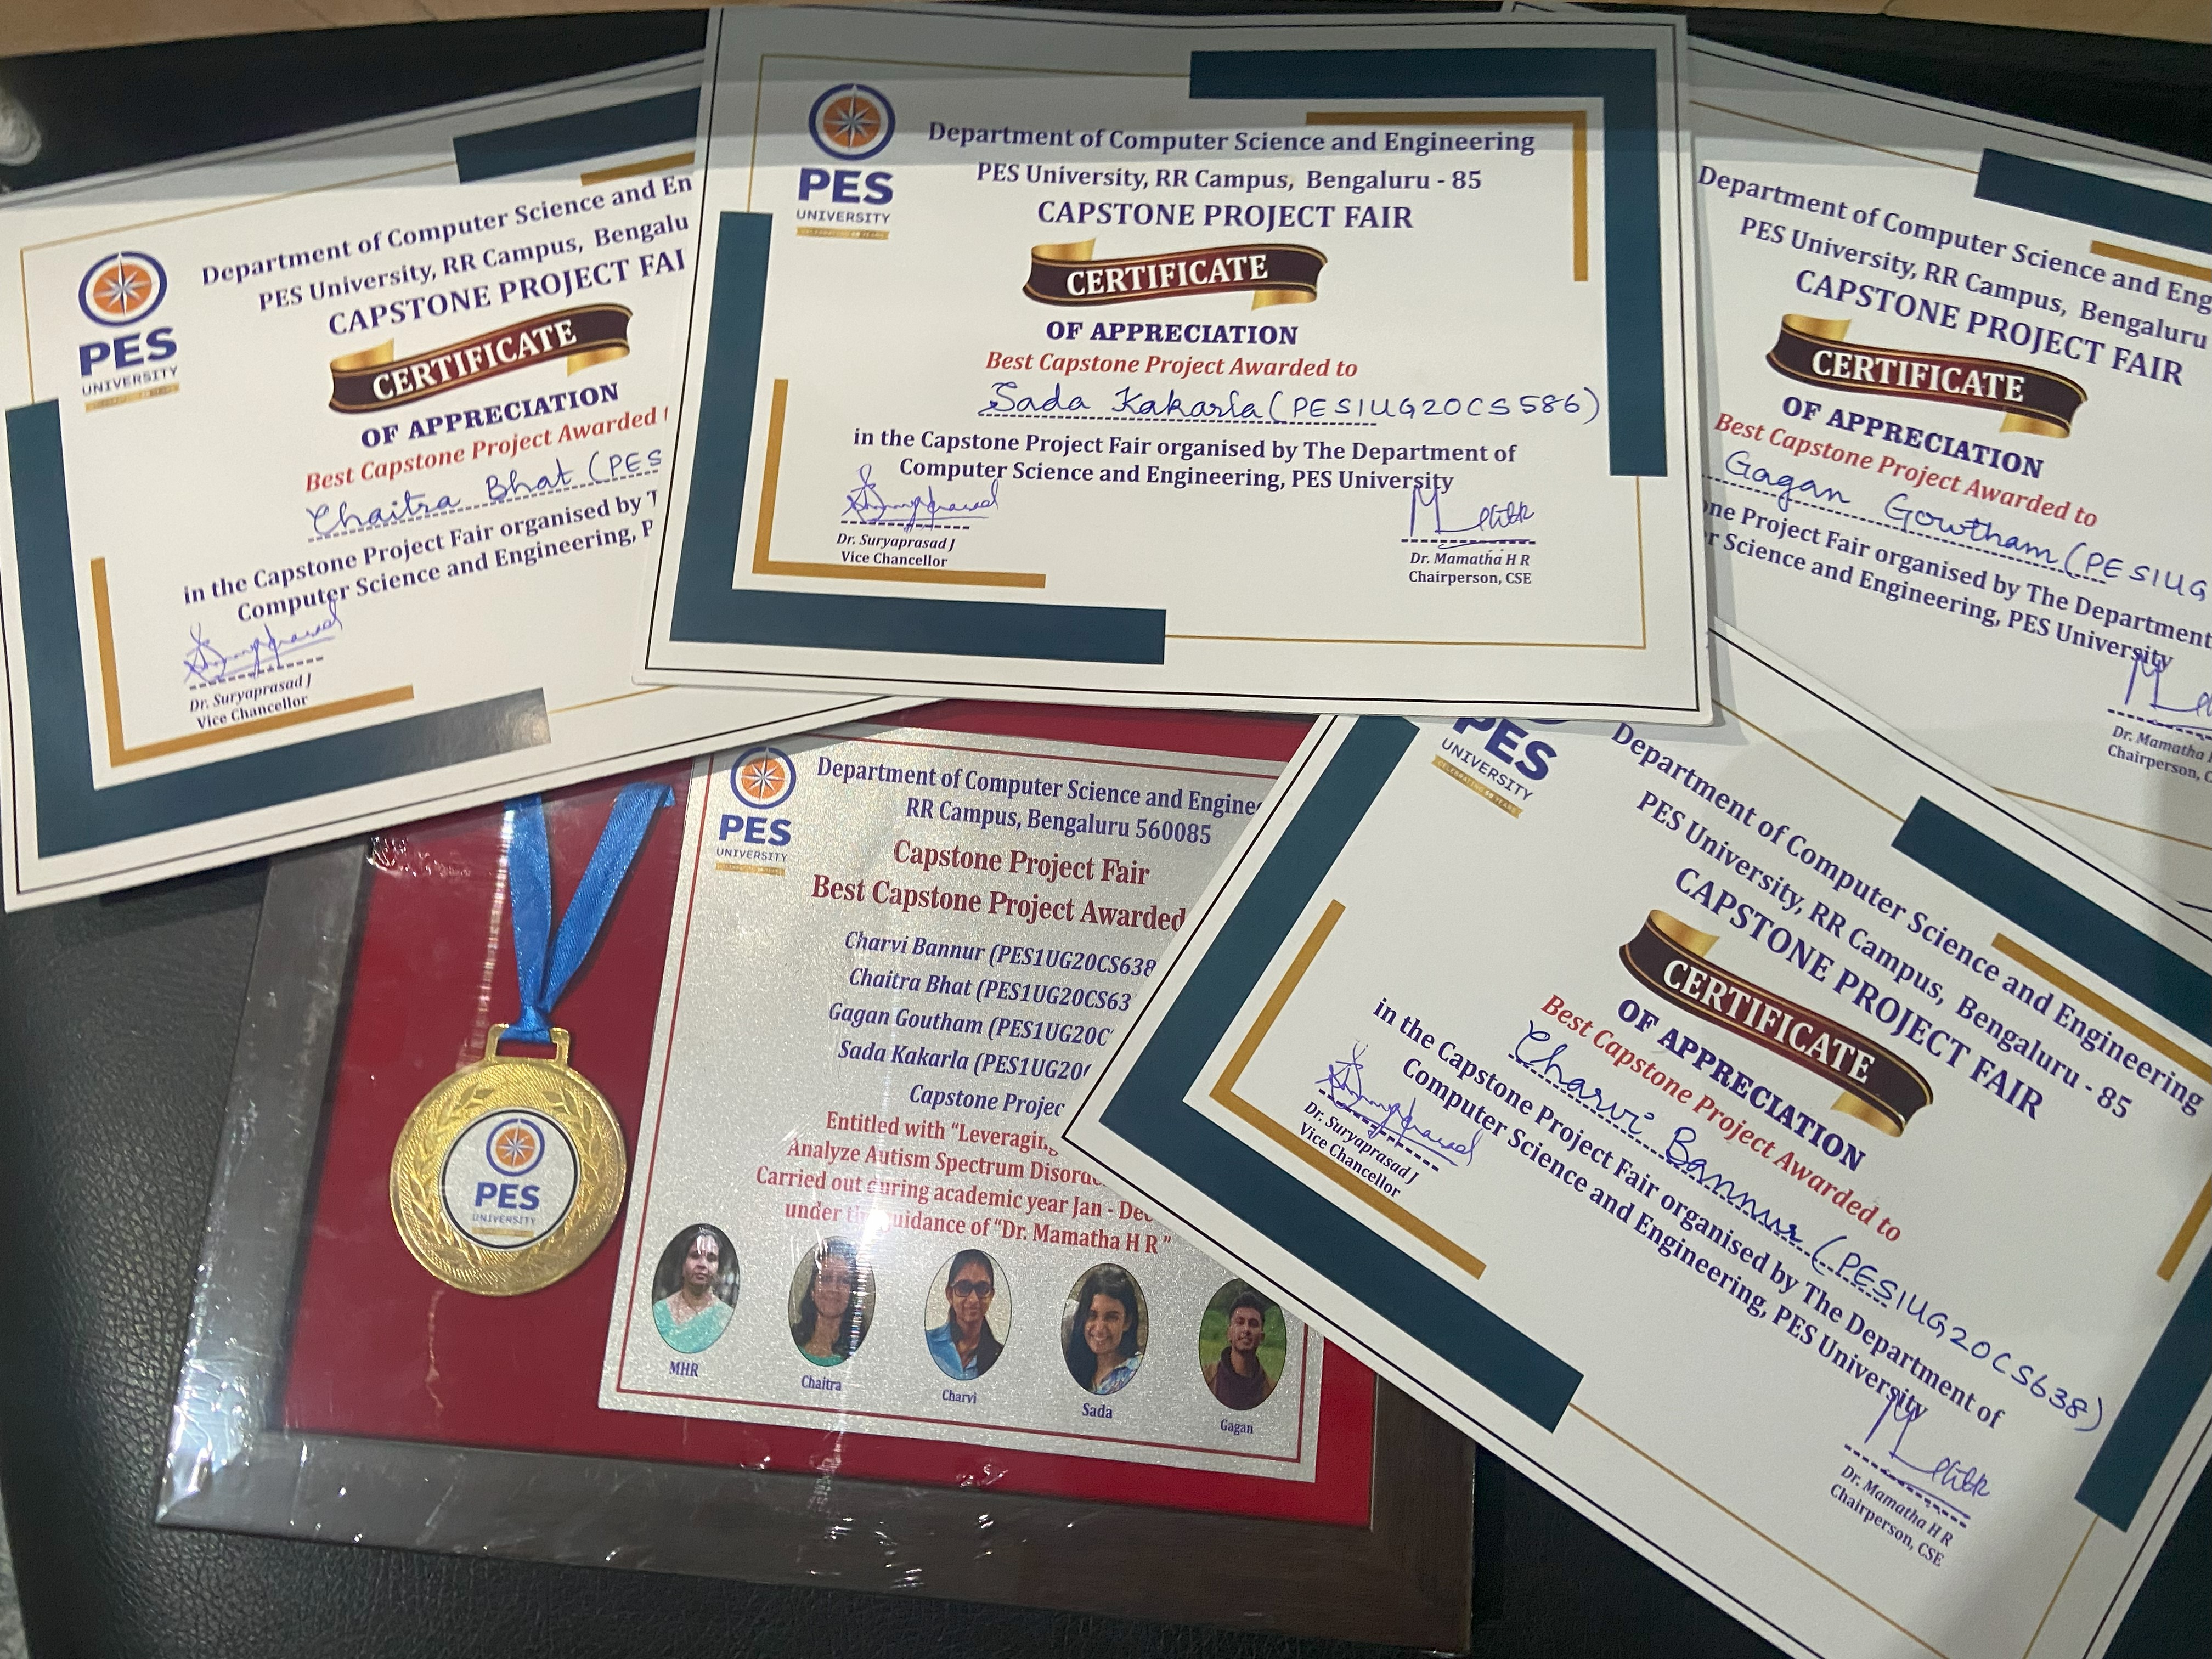 Department of Computer Science and En
PES University, RR Campus, Bengalu
CAPSTONE PROJECT FAI
PES
UNIVERSITY
CERTIFICATE
OF APPRECIATION
Best Capstone Project Awarded
Chaitra Bhat (PES
in the Capstone Project Fair organised by T
Computer Science and Engineering, P
Dr. Suryaprasad J
Vice Chancellor
Department of Computer Science and Engineering
PES University, RR Campus, Bengaluru - 85
CAPSTONE PROJECT FAIR
PES
UNIVERSITY
CERTIFICATE
OF APPRECIATION
Best Capstone Project Awarded to
Sada Kakarla (PES1UG20CS586)
in the Capstone Project Fair organised by The Department of
Computer Science and Engineering, PES University
Dr. Suryaprasad J
Vice Chancellor
Dr. Mamatha H R
Chairperson, CSE
Department of Computer Science and Eng
PES University, RR Campus, Bengaluru
CAPSTONE PROJECT FAIR
CERTIFICATE
OF APPRECIATION
Best Capstone Project Awarded to
Gagan Gowtham (PES1UG
ne Project Fair organised by The Department
r Science and Engineering, PES University
Dr. Mamatha
Chairperson, C
PES
UNIVERSITY
Department of Computer Science and Enginee
RR Campus, Bengaluru 560085
Capstone Project Fair
Best Capstone Project Awarded
Charvi Bannur (PES1UG20CS638
Chaitra Bhat (PES1UG20CS63
Gagan Goutham (PES1UG20C
Sada Kakarla (PES1UG20
Capstone Projec
Entitled with “Leveragin
Analyze Autism Spectrum Disord
Carried out during academic year Jan - Dec
under the guidance of “Dr. Mamatha H R ”
MHR
Chaitra
Charvi
Sada
Gagan
PES
UNIVERSITY
PES
UNIVERSITY
CELEBRATING 50 YEARS
Department of Computer Science and Engineering
PES University, RR Campus, Bengaluru - 85
CAPSTONE PROJECT FAIR
CERTIFICATE
OF APPRECIATION
Best Capstone Project Awarded to
Charvi Bannur (PES1UG20CS638)
in the Capstone Project Fair organised by The Department of
Computer Science and Engineering, PES University
Dr. Suryaprasad J
Vice Chancellor
Dr. Mamatha H R
Chairperson, CSE